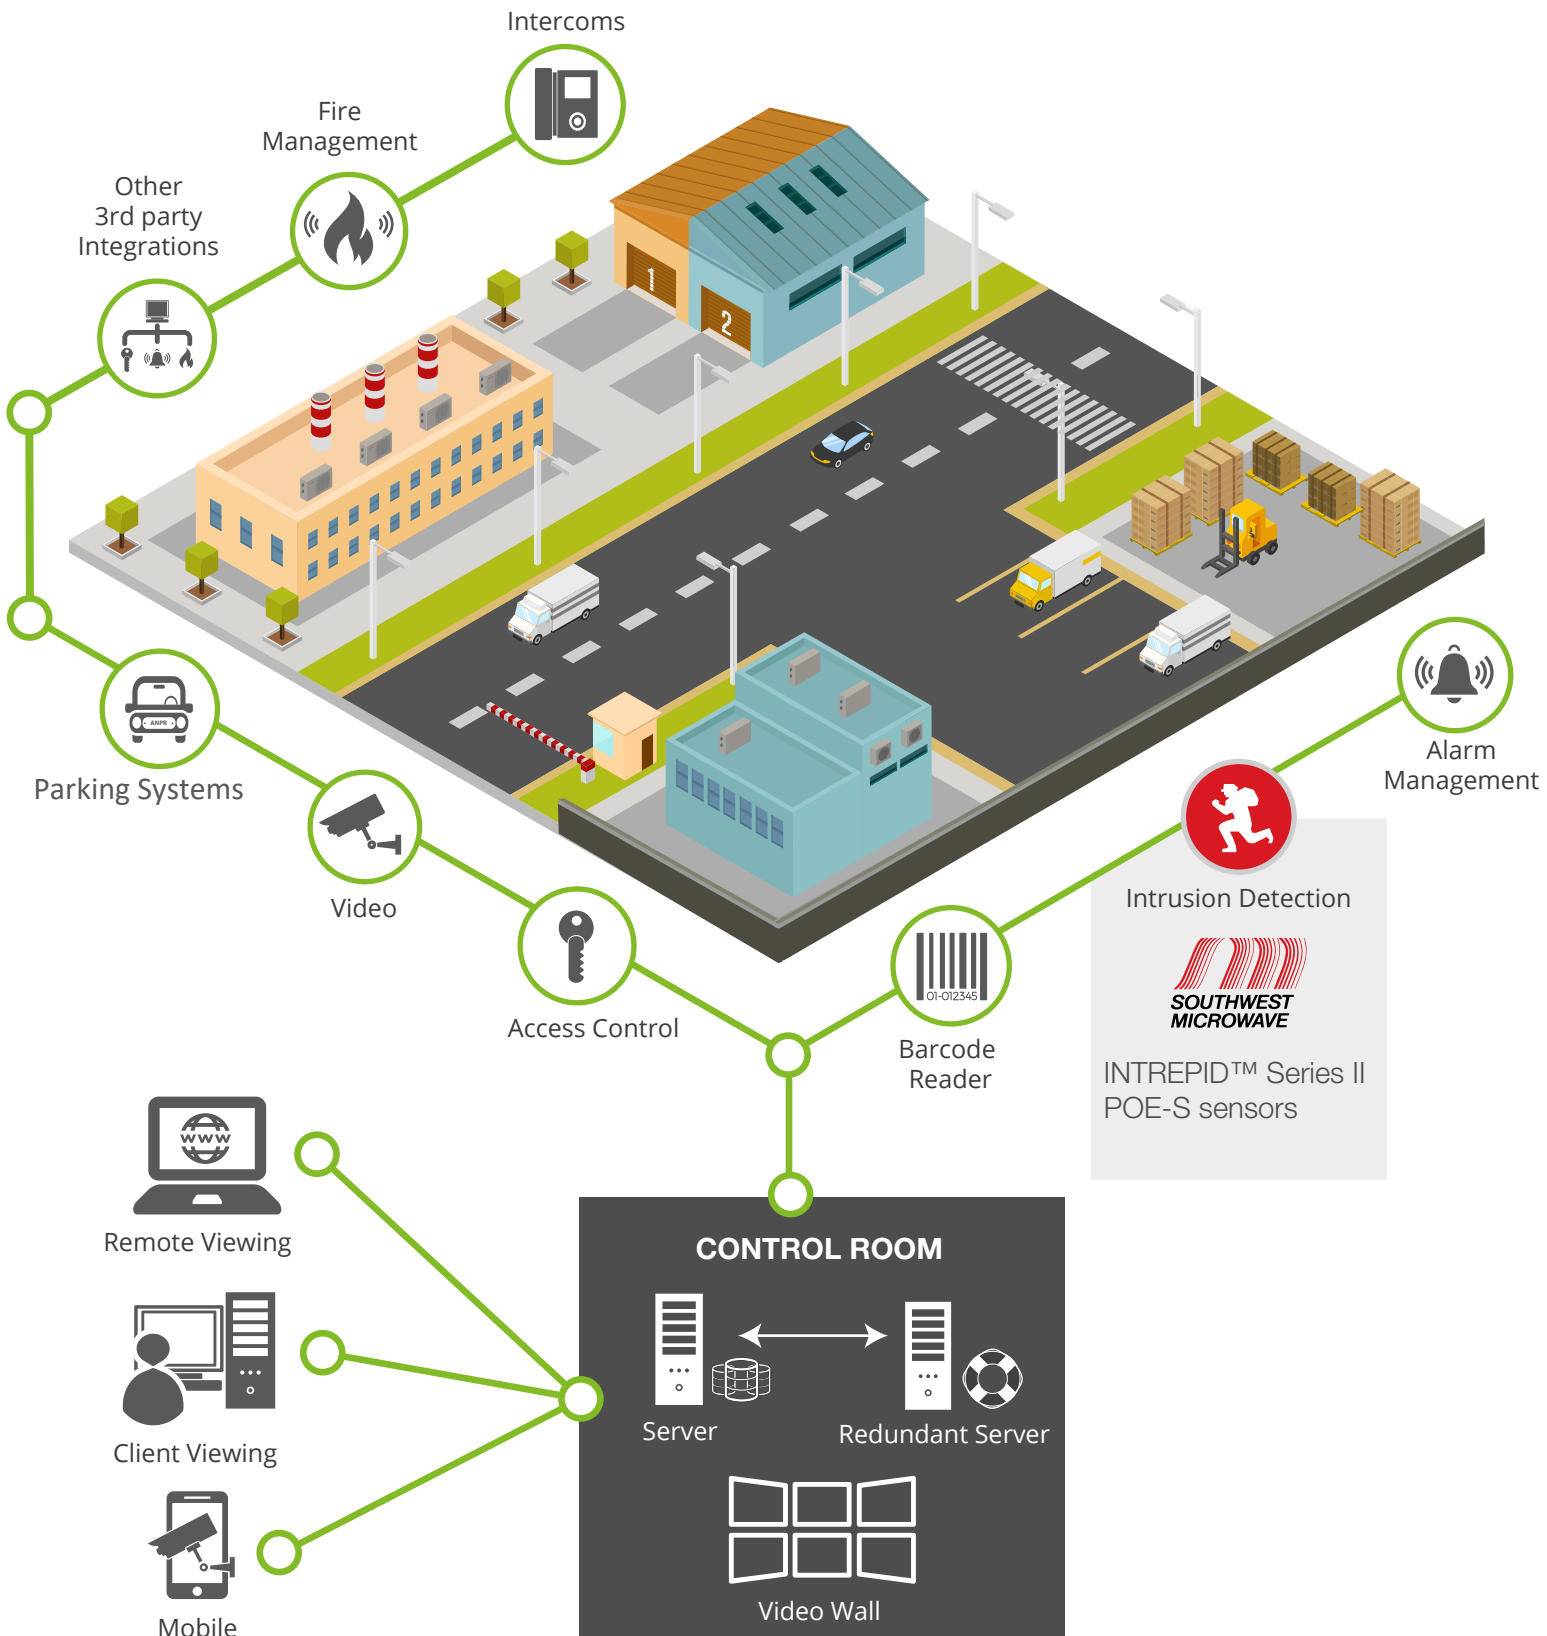 Intercoms
Fire
Management
Other
3rd party
Integrations
1
2
ANPR
Parking Systems
Video
Access Control
01-012345
Barcode
Reader
Alarm
Management
Intrusion Detection
SOUTHWEST
MICROWAVE
INTREPID™ Series II
POE-S sensors
www
Remote Viewing
Client Viewing
Mobile
CONTROL ROOM
Server
Redundant Server
Video Wall